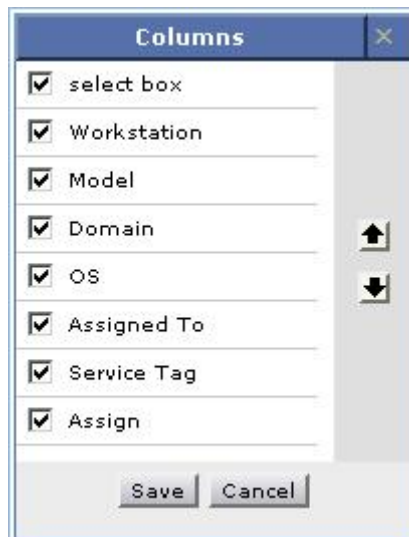 Columns
select box
Workstation
Model
Domain
OS
Assigned To
Service Tag
Assign
Save Cancel